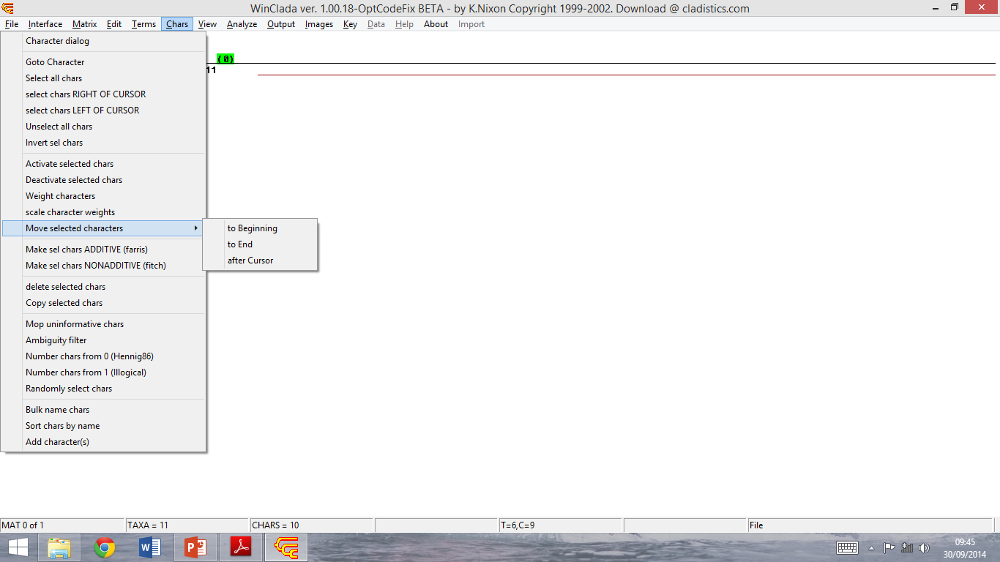 WinClada ver. 1.00.18-OptCodeFix BETA - by K.Nixon Copyright 1999-2002. Download @ cladistics.com
File Interface Matrix Edit Terms Chars View Analyze Output Images Key Data Help About Import
Character dialog
(0)
Goto Character
11
Select all chars
select chars RIGHT OF CURSOR
select chars LEFT OF CURSOR
Unselect all chars
Invert sel chars
Activate selected chars
Deactivate selected chars
Weight characters
scale character weights
Move selected characters
to Beginning
to End
after Cursor
Make sel chars ADDITIVE (farris)
Make sel chars NONADDITIVE (fitch)
delete selected chars
Copy selected chars
Mop uninformative chars
Ambiguity filter
Number chars from 0 (Hennig86)
Number chars from 1 (Illogical)
Randomly select chars
Bulk name chars
Sort chars by name
Add character(s)
MAT 0 of 1 TAXA = 11 CHARS = 10 T=6,C=9 File
09:45
30/09/2014